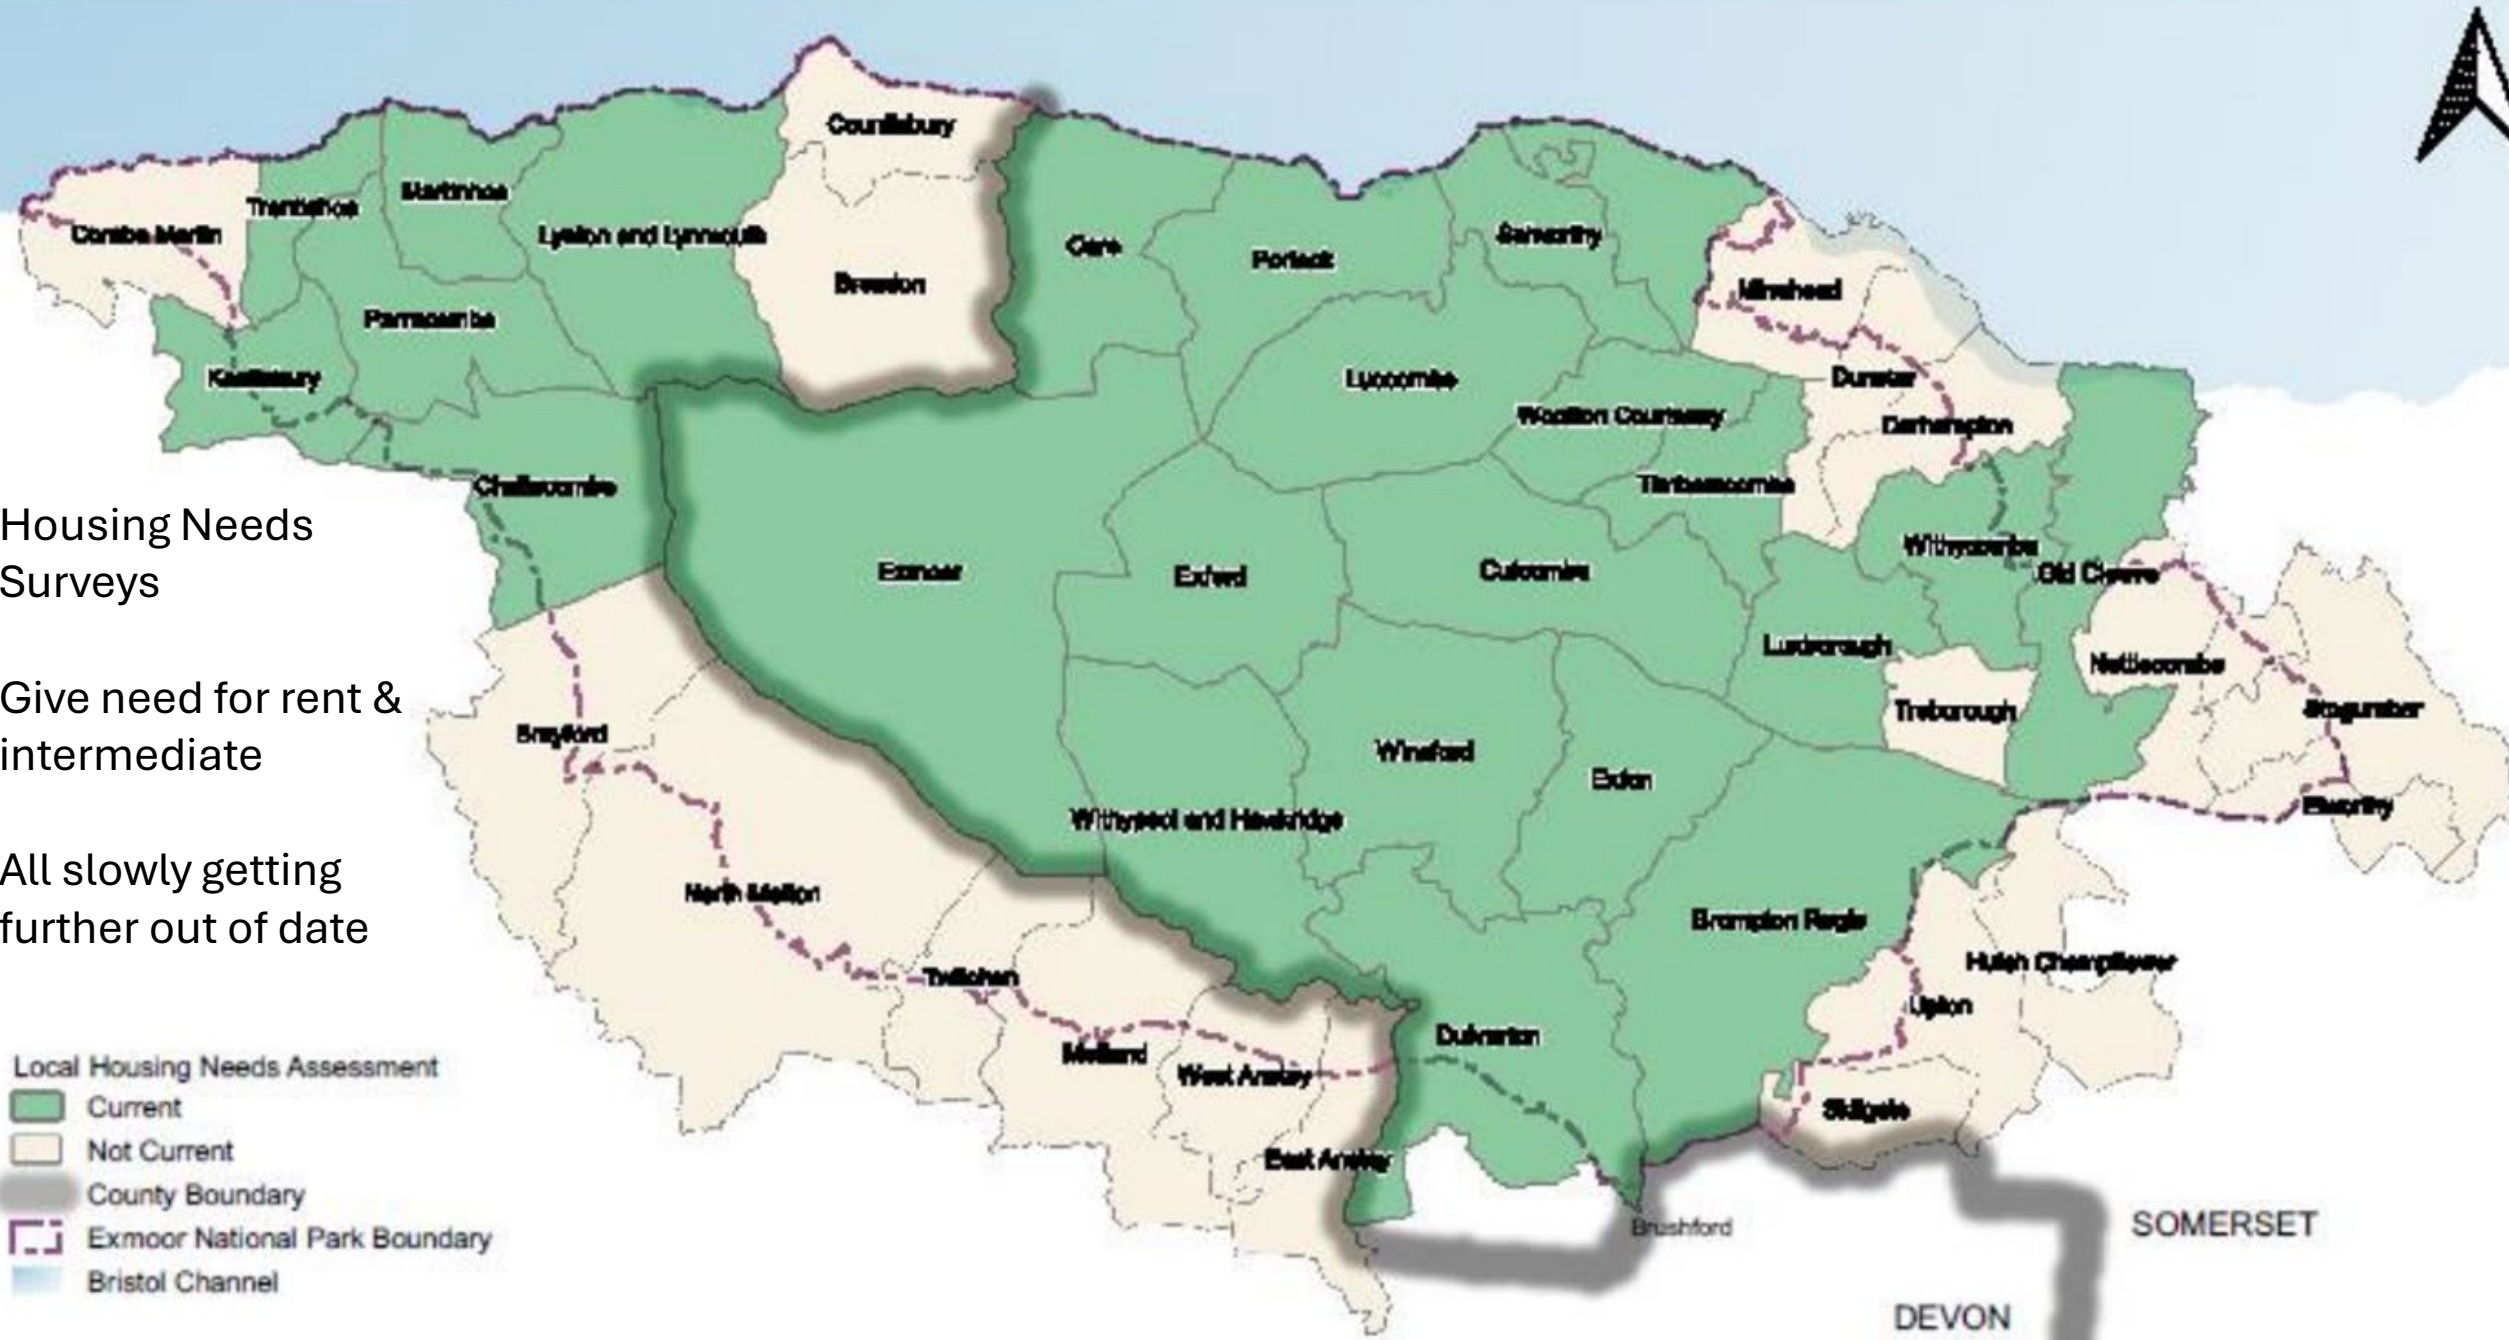 Countisbury
Martinhoe
Trentishoe
Combe Martin
Lynton and Lynmouth
Oare
Porlock
Selworthy
Brendon
Minehead
Parracombe
Kentisbury
Luccombe
Dunster
Wootton Courtenay
Carhampton
Challacombe
Timberscombe
Housing Needs
Surveys
Withycombe
Exmoor
Exford
Cutcombe
Old Cleeve
Luxborough
Nettlecombe
Give need for rent &
intermediate
Treborough
Stogumber
Brayford
Winsford
Exton
Elworthy
Withypool and Hawkridge
All slowly getting
further out of date
North Molton
Brompton Regis
Huish Champflower
Twitchen
Upton
Dulverton
Molland
West Anstey
Skilgate
East Anstey
Local Housing Needs Assessment
Current
Not Current
County Boundary
Exmoor National Park Boundary
Bristol Channel
Brushford
SOMERSET
DEVON